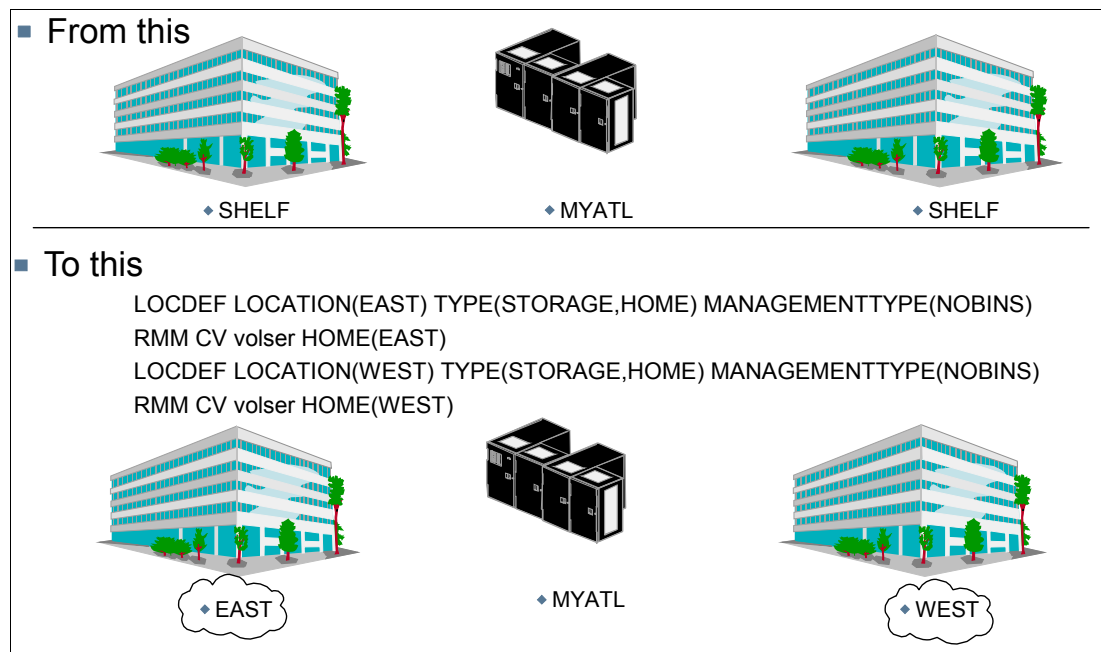 From this
SHELF
MYATL
SHELF
To this
LOCDEF LOCATION(EAST) TYPE(STORAGE,HOME) MANAGEMENTTYPE(NOBINS)
RMM CV volser HOME(EAST)
LOCDEF LOCATION(WEST) TYPE(STORAGE,HOME) MANAGEMENTTYPE(NOBINS)
RMM CV volser HOME(WEST)
EAST
MYATL
WEST